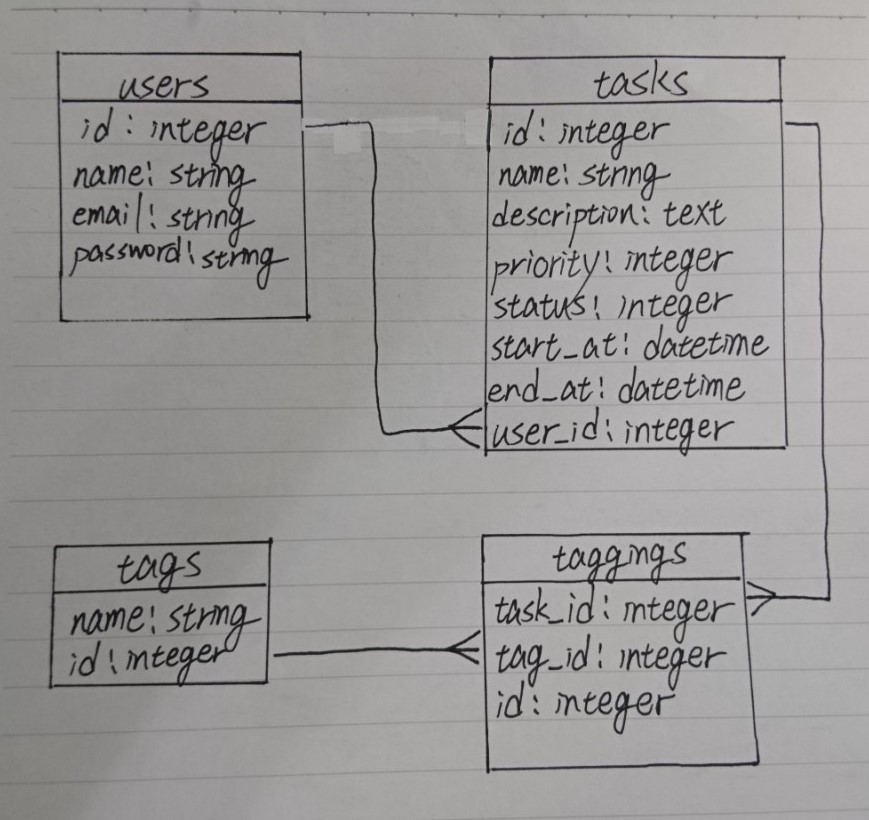 users
id: integer
name: string
email: string
password: string
tasks
id: integer
name: string
description: text
priority: integer
status: integer
start_at: datetime
end_at: datetime
user_id: integer
tags
name: string
id: integer
taggings
task_id: integer
tag_id: integer
id: integer